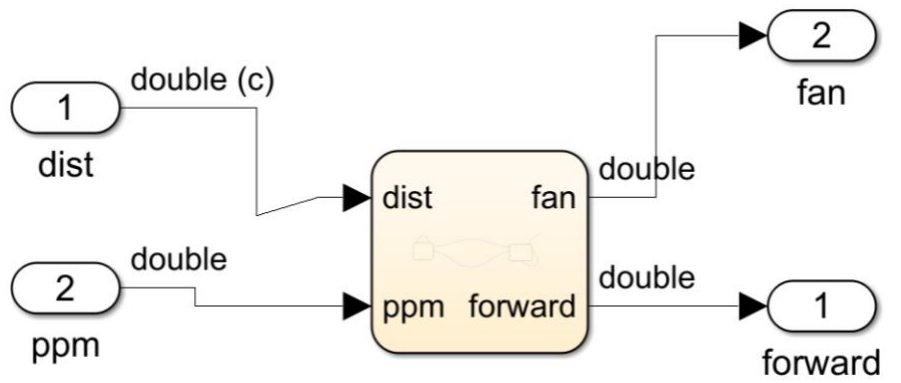 1
double (c)
dist
2
double
ppm
dist
fan
ppm
forward
double
2
fan
double
1
forward